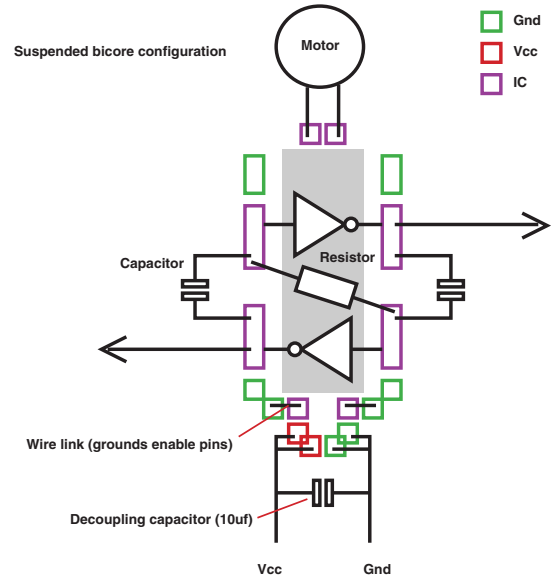 Suspended bicore configuration
Motor
Gnd
Vcc
IC
Capacitor
Resistor
Wire link (grounds enable pins)
Decoupling capacitor (10uf)
Vcc
Gnd